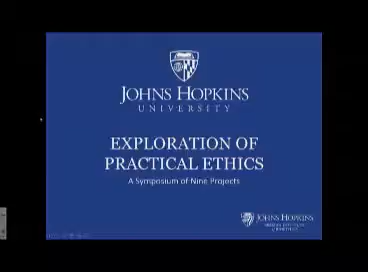 JOHNS HOPKINS
UNIVERSITY
EXPLORATION OF
PRACTICAL ETHICS
A Symposium of Nine Projects
JOHNS HOPKINS